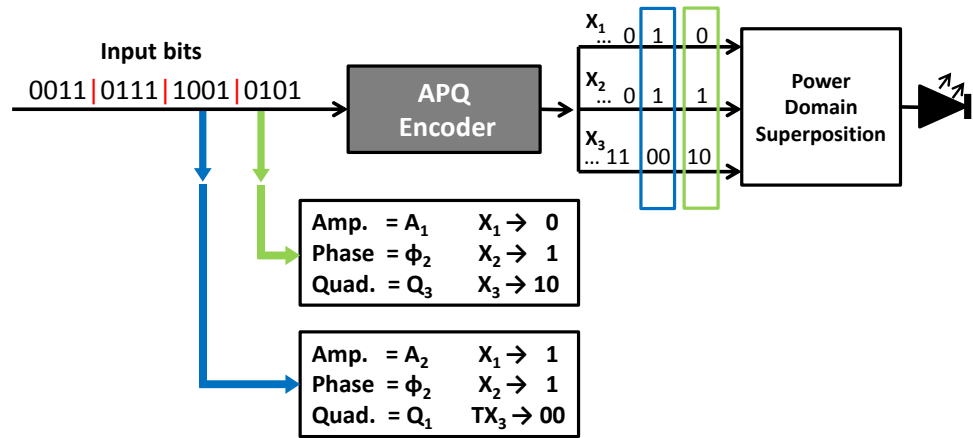 Input bits
0011|0111|1001|0101
APQ
Encoder
X1
... 0 1 0
X2
... 0 1 1
X3
... 11 00 10
Power
Domain
Superposition
Amp. = A1 X1 → 0
Phase = ϕ2 X2 → 1
Quad. = Q3 X3 → 10
Amp. = A2 X1 → 1
Phase = ϕ2 X2 → 1
Quad. = Q1 TX3 → 00